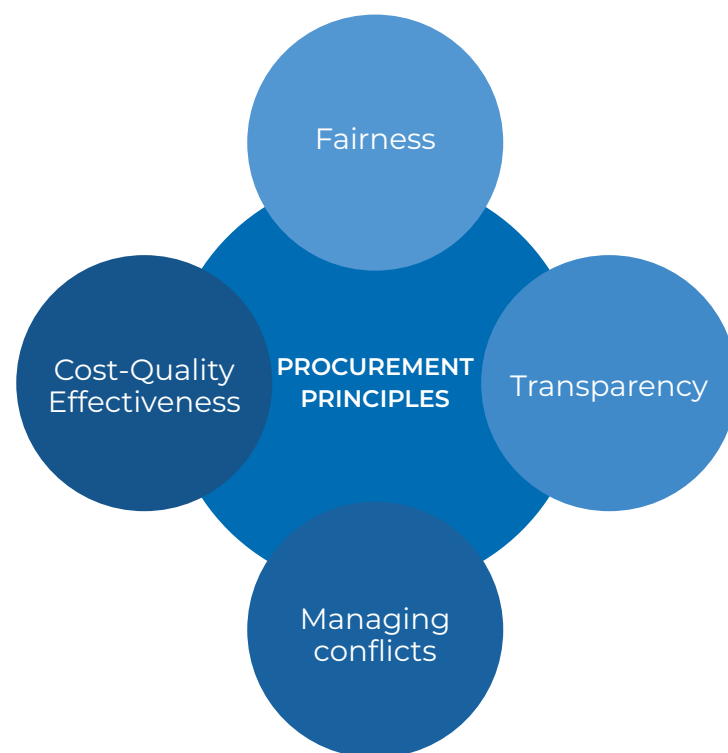 Fairness
Cost-Quality
Effectiveness
PROCUREMENT
PRINCIPLES
Transparency
Managing
conflicts